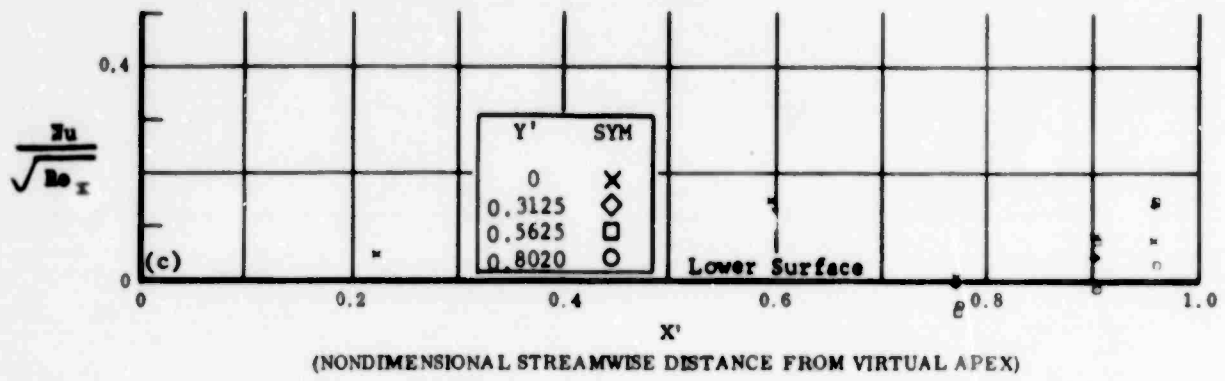 0.4
Nu
√Re_x
Y' SYM
0 ×
0.3125 ◇
0.5625 □
0.8020 ○
(c)
Lower Surface
0
0 0.2 0.4 0.6 0.8 1.0
X'
(NONDIMENSIONAL STREAMWISE DISTANCE FROM VIRTUAL APEX)